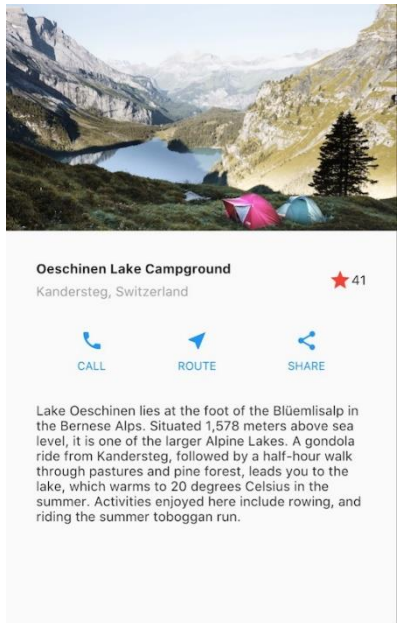 Oeschinen Lake Campground
Kandersteg, Switzerland
41
CALL
ROUTE
SHARE
Lake Oeschinen lies at the foot of the Blüemlisalp in
the Bernese Alps. Situated 1,578 meters above sea
level, it is one of the larger Alpine Lakes. A gondola
ride from Kandersteg, followed by a half-hour walk
through pastures and pine forest, leads you to the
lake, which warms to 20 degrees Celsius in the
summer. Activities enjoyed here include rowing, and
riding the summer toboggan run.